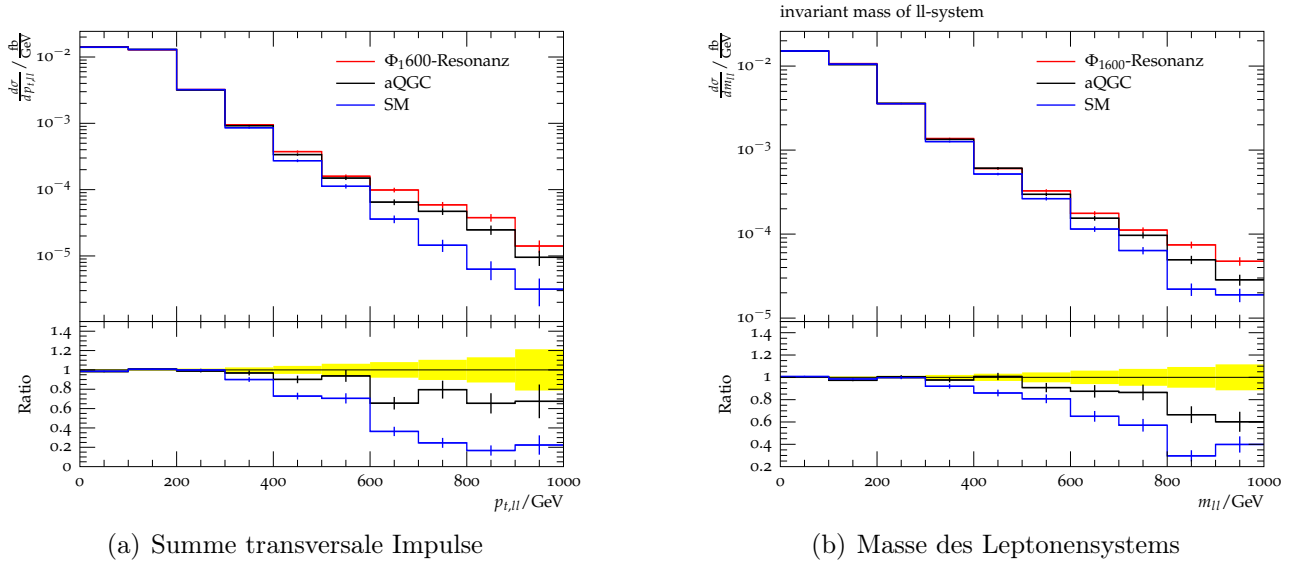 dσ/dp_{t,ll} / fb/GeV
10⁻²
10⁻³
10⁻⁴
10⁻⁵
Φ₁600-Resonanz
aQGC
SM
Ratio
1.4
1.2
1
0.8
0.6
0.4
0.2
0
0 200 400 600 800 1000
p_{t,ll}/GeV
(a) Summe transversale Impulse
invariant mass of ll-system
dσ/dm_{ll} / fb/GeV
10⁻²
10⁻³
10⁻⁴
10⁻⁵
Φ₁₆₀₀-Resonanz
aQGC
SM
Ratio
1.4
1.2
1
0.8
0.6
0.4
0.2
0 200 400 600 800 1000
m_{ll}/GeV
(b) Masse des Leptonensystems